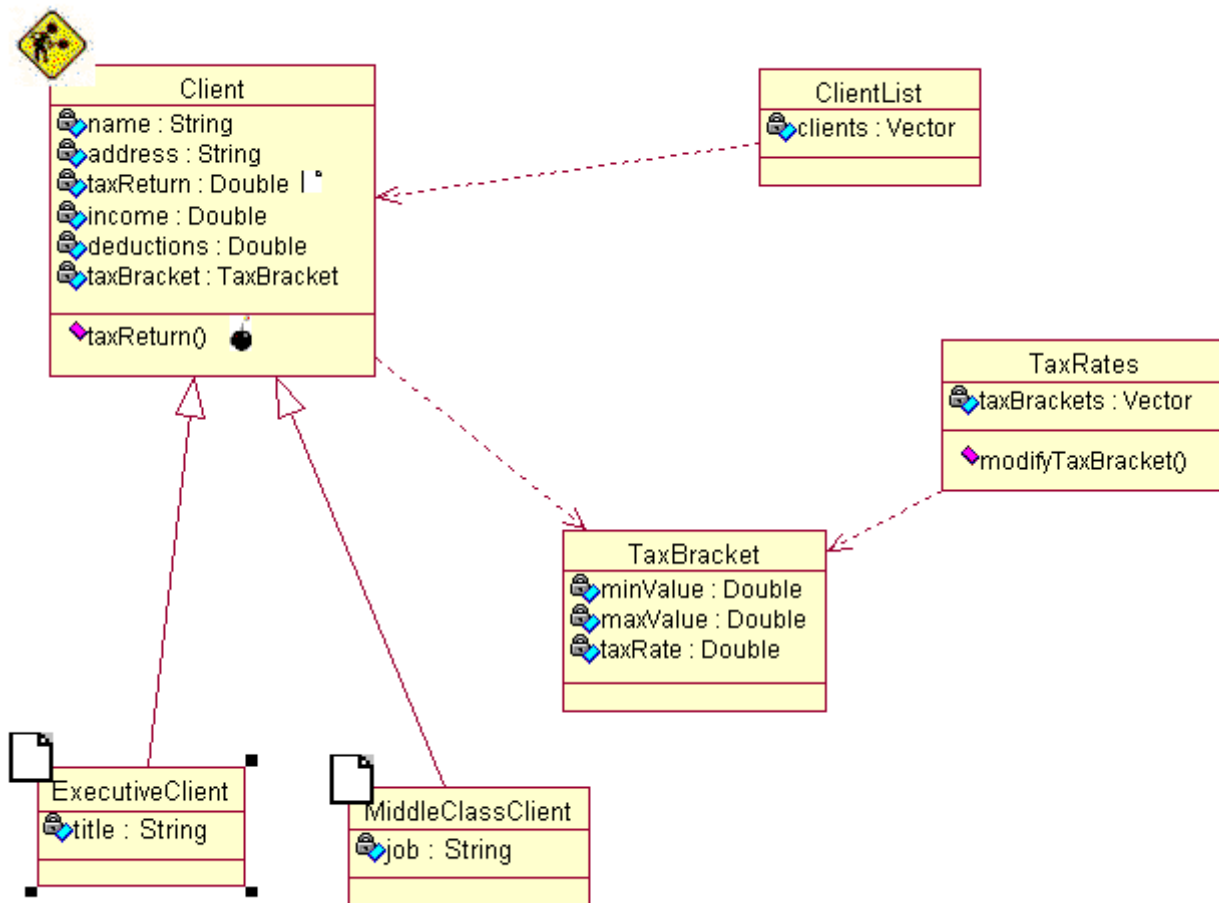 Client
name : String
address : String
taxReturn : Double
income : Double
deductions : Double
taxBracket : TaxBracket
taxReturn()
ClientList
clients : Vector
TaxRates
taxBrackets : Vector
modifyTaxBracket()
TaxBracket
minValue : Double
maxValue : Double
taxRate : Double
ExecutiveClient
title : String
MiddleClassClient
job : String